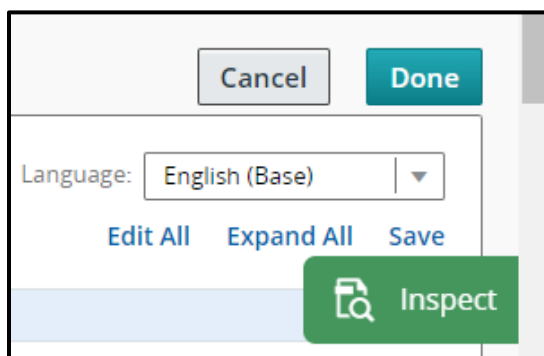 Cancel Done
Language: English (Base)
Edit All Expand All Save
Inspect